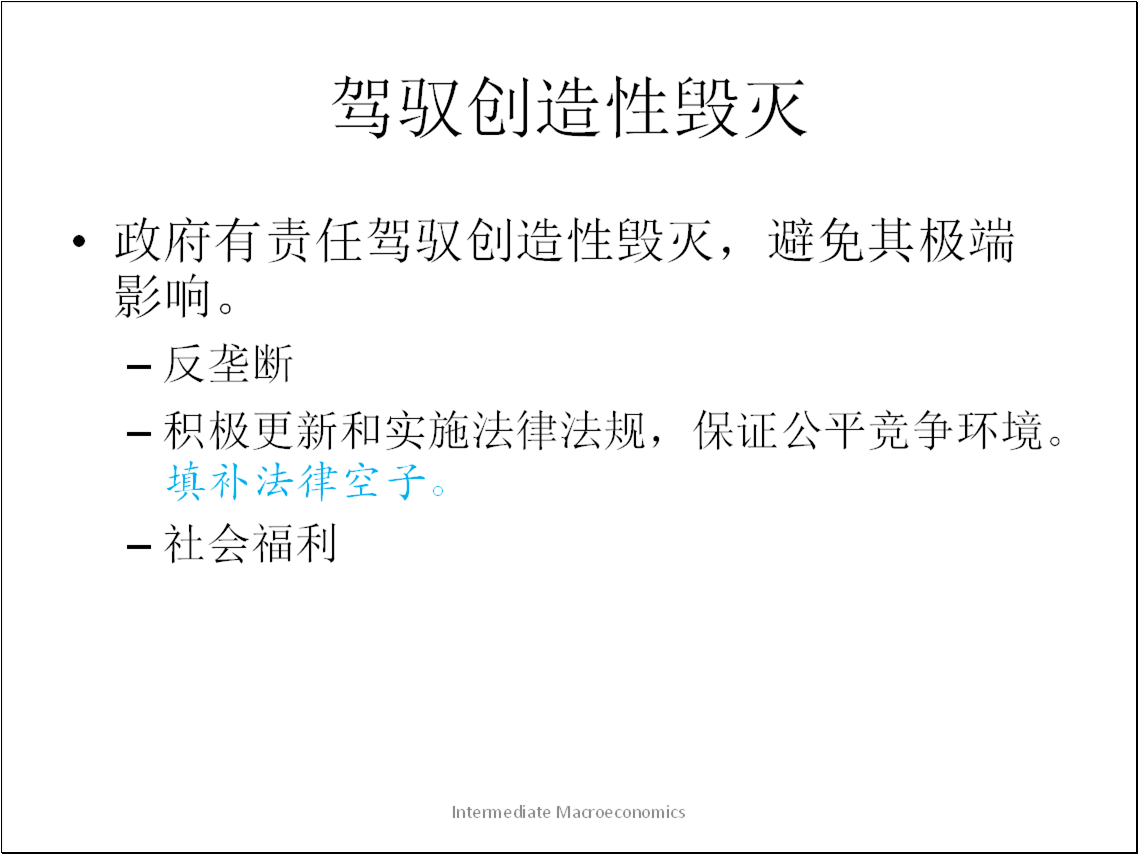 驾驭创造性毁灭
• 政府有责任驾驭创造性毁灭，避免其极端
影响。
– 反垄断
– 积极更新和实施法律法规，保证公平竞争环境。
填补法律空子。
– 社会福利
Intermediate Macroeconomics